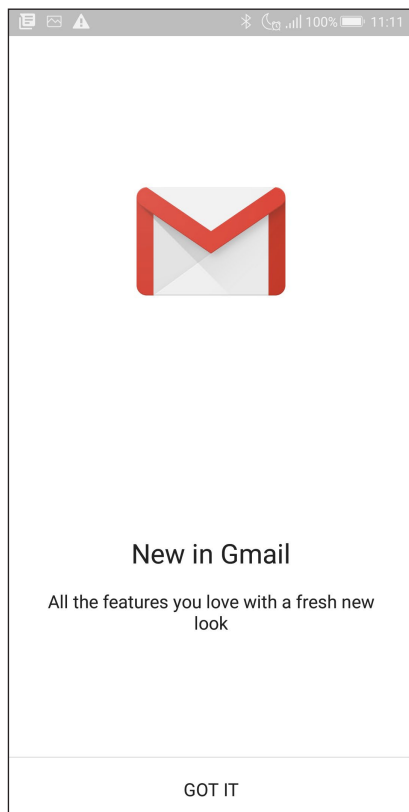 100% 11:11
New in Gmail
All the features you love with a fresh new
look
GOT IT